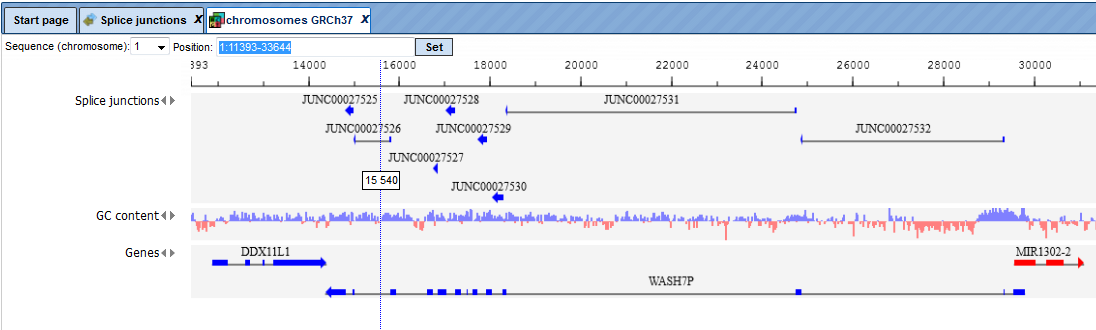 Start page Splice junctions X chromosomes GRCh37 X
Sequence (chromosome): 1 Position: 1:11393-33644 Set
393 14000 16000 18000 20000 22000 24000 26000 28000 30000
Splice junctions JUNC00027525 JUNC00027528 JUNC00027531
JUNC00027526 JUNC00027529 JUNC00027532
JUNC00027527
15 540
JUNC00027530
GC content
Genes DDX11L1 MIR1302-2
WASH7P